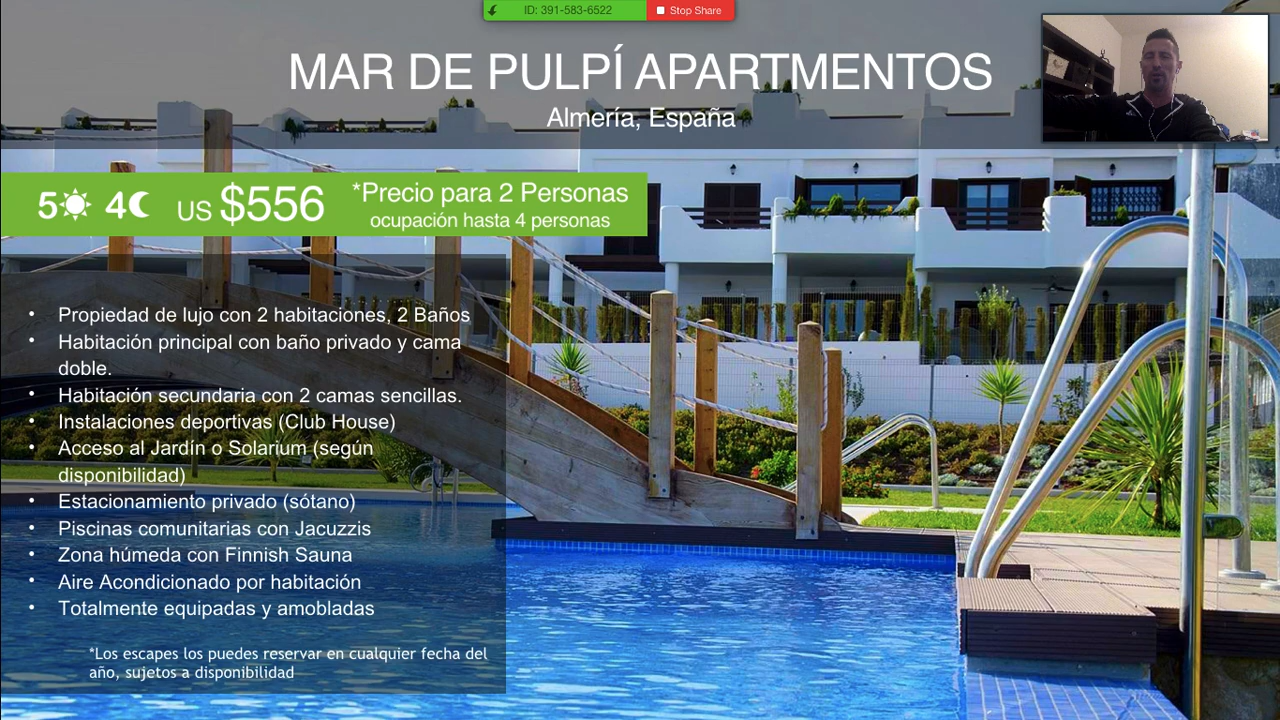 ID: 391-583-6522
Stop Share
MAR DE PULPÍ APARTMENTOS
Almería, España
5 4 US $556 *Precio para 2 Personas
ocupación hasta 4 personas
• Propiedad de lujo con 2 habitaciones, 2 Baños
• Habitación principal con baño privado y cama
doble.
• Habitación secundaria con 2 camas sencillas.
• Instalaciones deportivas (Club House)
• Acceso al Jardín o Solarium (según
disponibilidad)
• Estacionamiento privado (sótano)
• Piscinas comunitarias con Jacuzzis
• Zona húmeda con Finnish Sauna
• Aire Acondicionado por habitación
• Totalmente equipadas y amobladas
*Los escapes los puedes reservar en cualquier fecha del
año, sujetos a disponibilidad